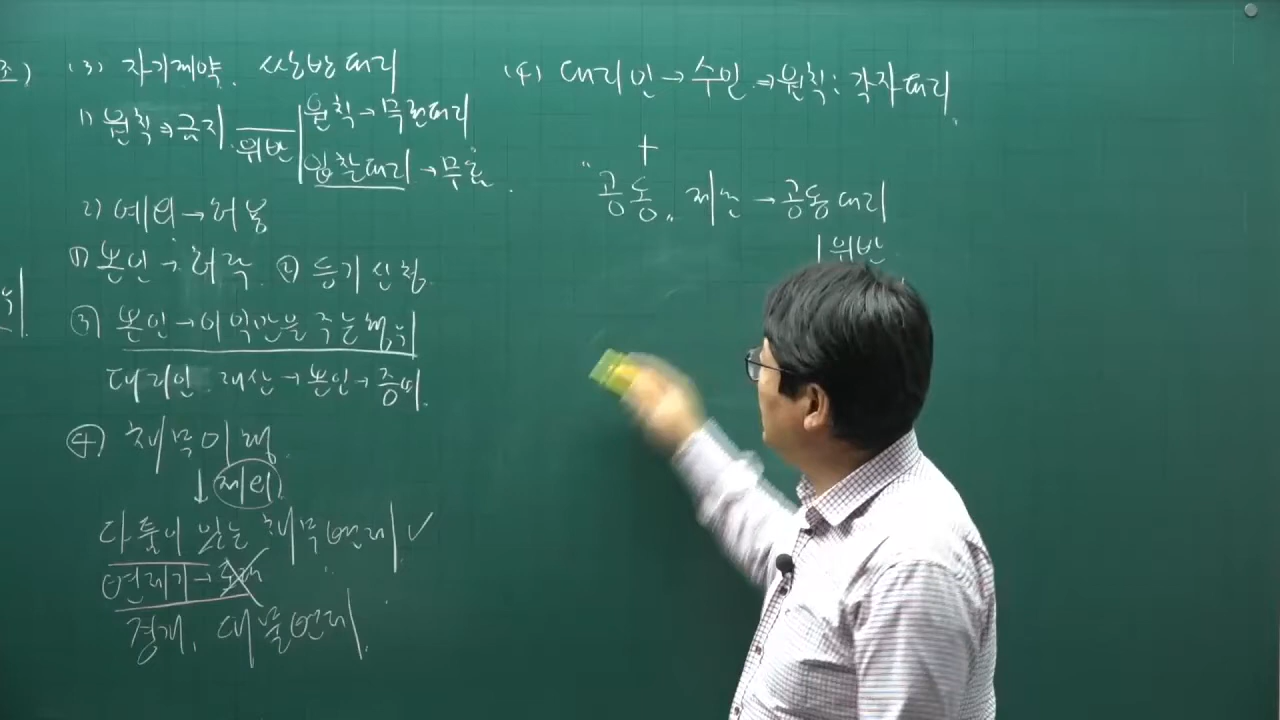 조)
(3) 자기계약. 쌍방대리
1) 원칙⇒금지. 위반 원칙→무권대리
입찰대리→무효.
2) 예외→허용
① 본인→허락. ② 등기신청.
③ 본인→이익만을 주는행위
대리인 재산→본인→증여.
④ 채무이행.
↓ 제외.
다툼이 있는 채무변제 ✓
변제기→
경개, 대물변제.
(4) 대리인→수인⇒원칙: 각자대리.
+
"공동" 제한→공동대리
위반